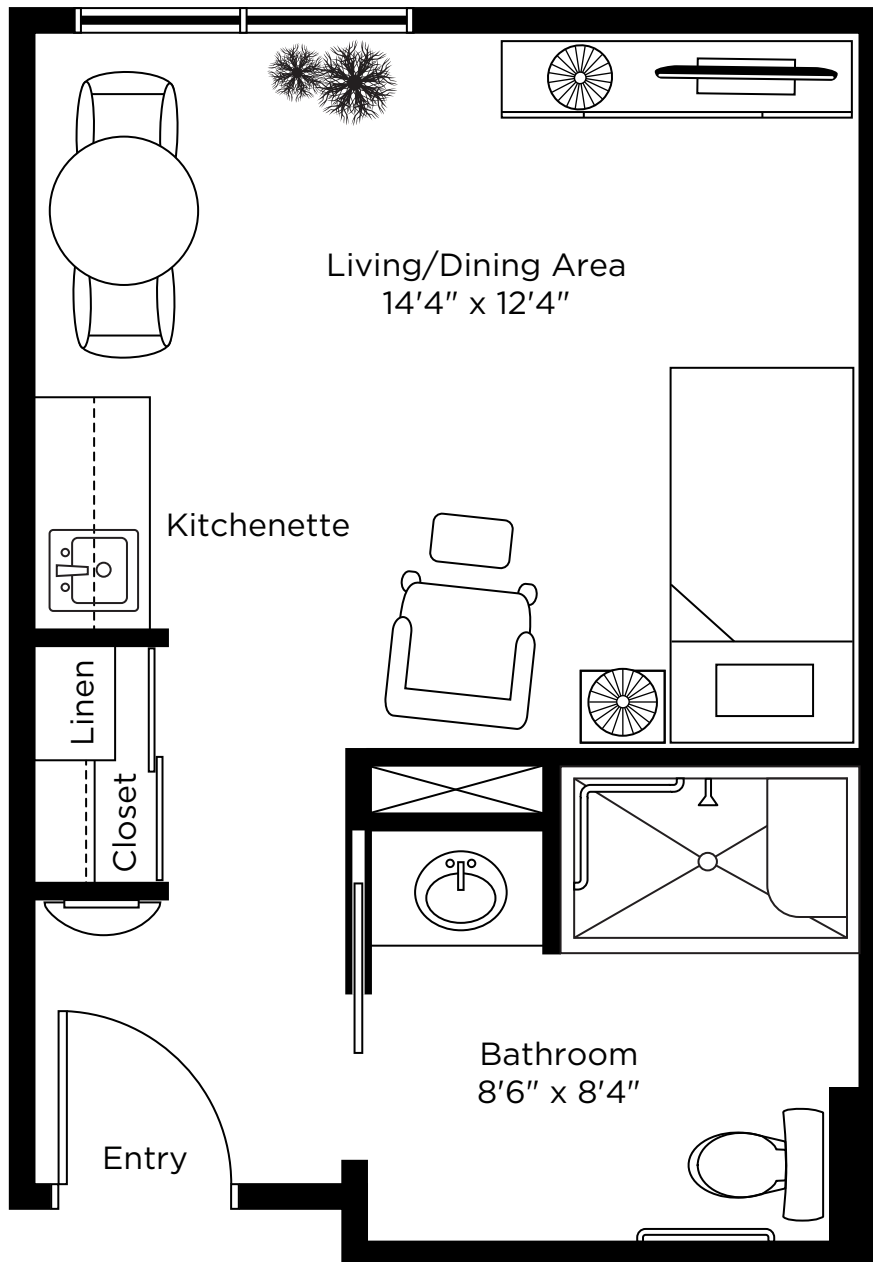 Living/Dining Area
14'4" x 12'4"
Kitchenette
Linen
Closet
Bathroom
8'6" x 8'4"
Entry